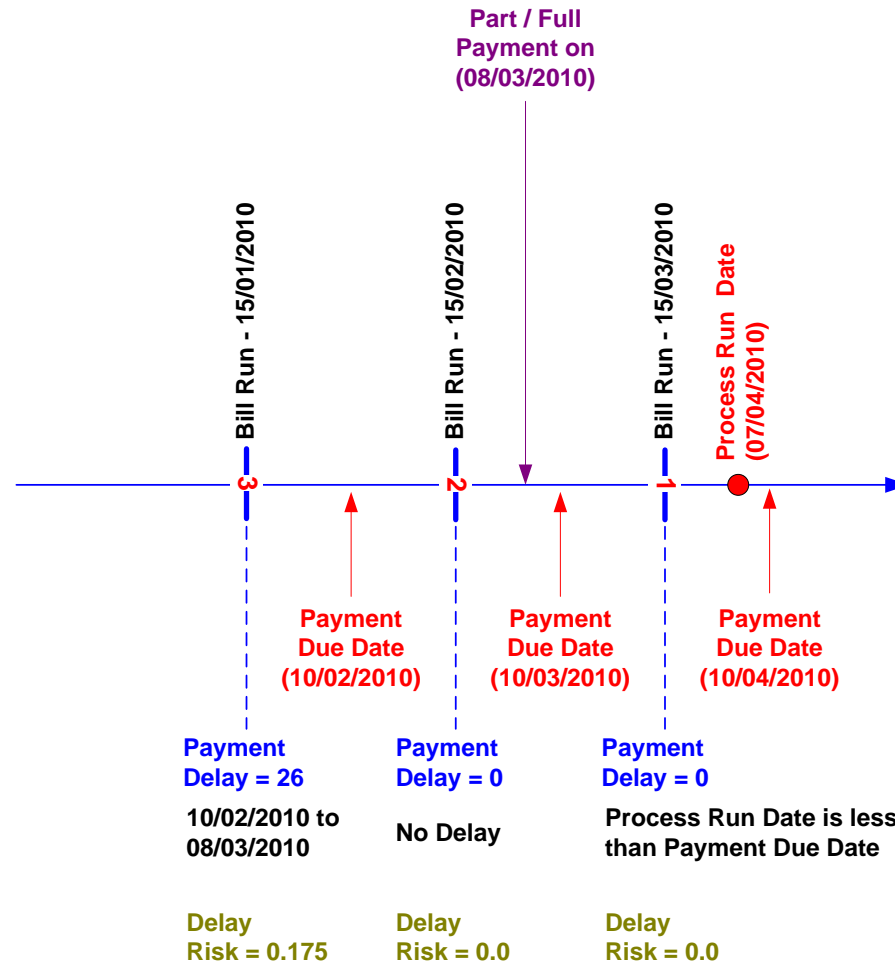 Part / Full
Payment on
(08/03/2010)
Bill Run - 15/01/2010
Bill Run - 15/02/2010
Bill Run - 15/03/2010
Process Run Date
(07/04/2010)
3
2
1
Payment
Due Date
(10/02/2010)
Payment
Due Date
(10/03/2010)
Payment
Due Date
(10/04/2010)
Payment
Delay = 26
Payment
Delay = 0
Payment
Delay = 0
10/02/2010 to
08/03/2010
No Delay
Process Run Date is less
than Payment Due Date
Delay
Risk = 0.175
Delay
Risk = 0.0
Delay
Risk = 0.0